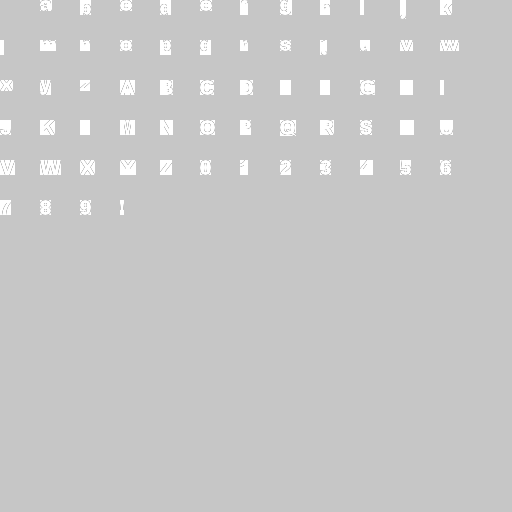 a b c d e f g h i j k
l m n o p q r s t u v w
x y z A B C D E F G H I
J K L M N O P Q R S T U
V W X Y Z 0 1 2 3 4 5 6
7 8 9 :